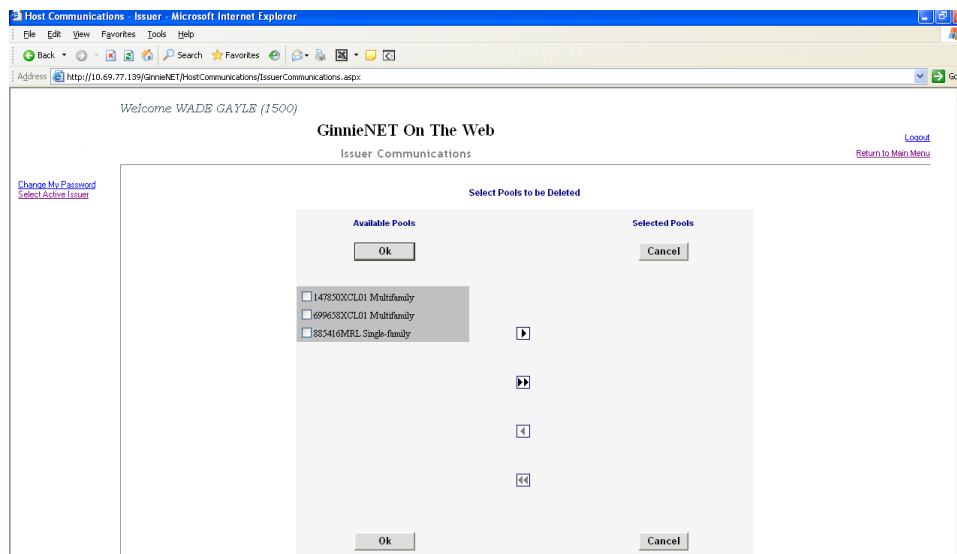 Host Communications - Issuer - Microsoft Internet Explorer
File Edit View Favorites Tools Help
Back Search Favorites
Address http://10.69.77.139/GinnieNET/HostCommunications/IssuerCommunications.aspx Go
Welcome WADE GAYLE (1500)
GinnieNET On The Web
Logout
Issuer Communications
Return to Main Menu
Change My Password
Select Active Issuer
Select Pools to be Deleted
Available Pools Selected Pools
Ok Cancel
147850XCL01 Multifamily
699658XCL01 Multifamily
885416MRL Single-family
Ok Cancel